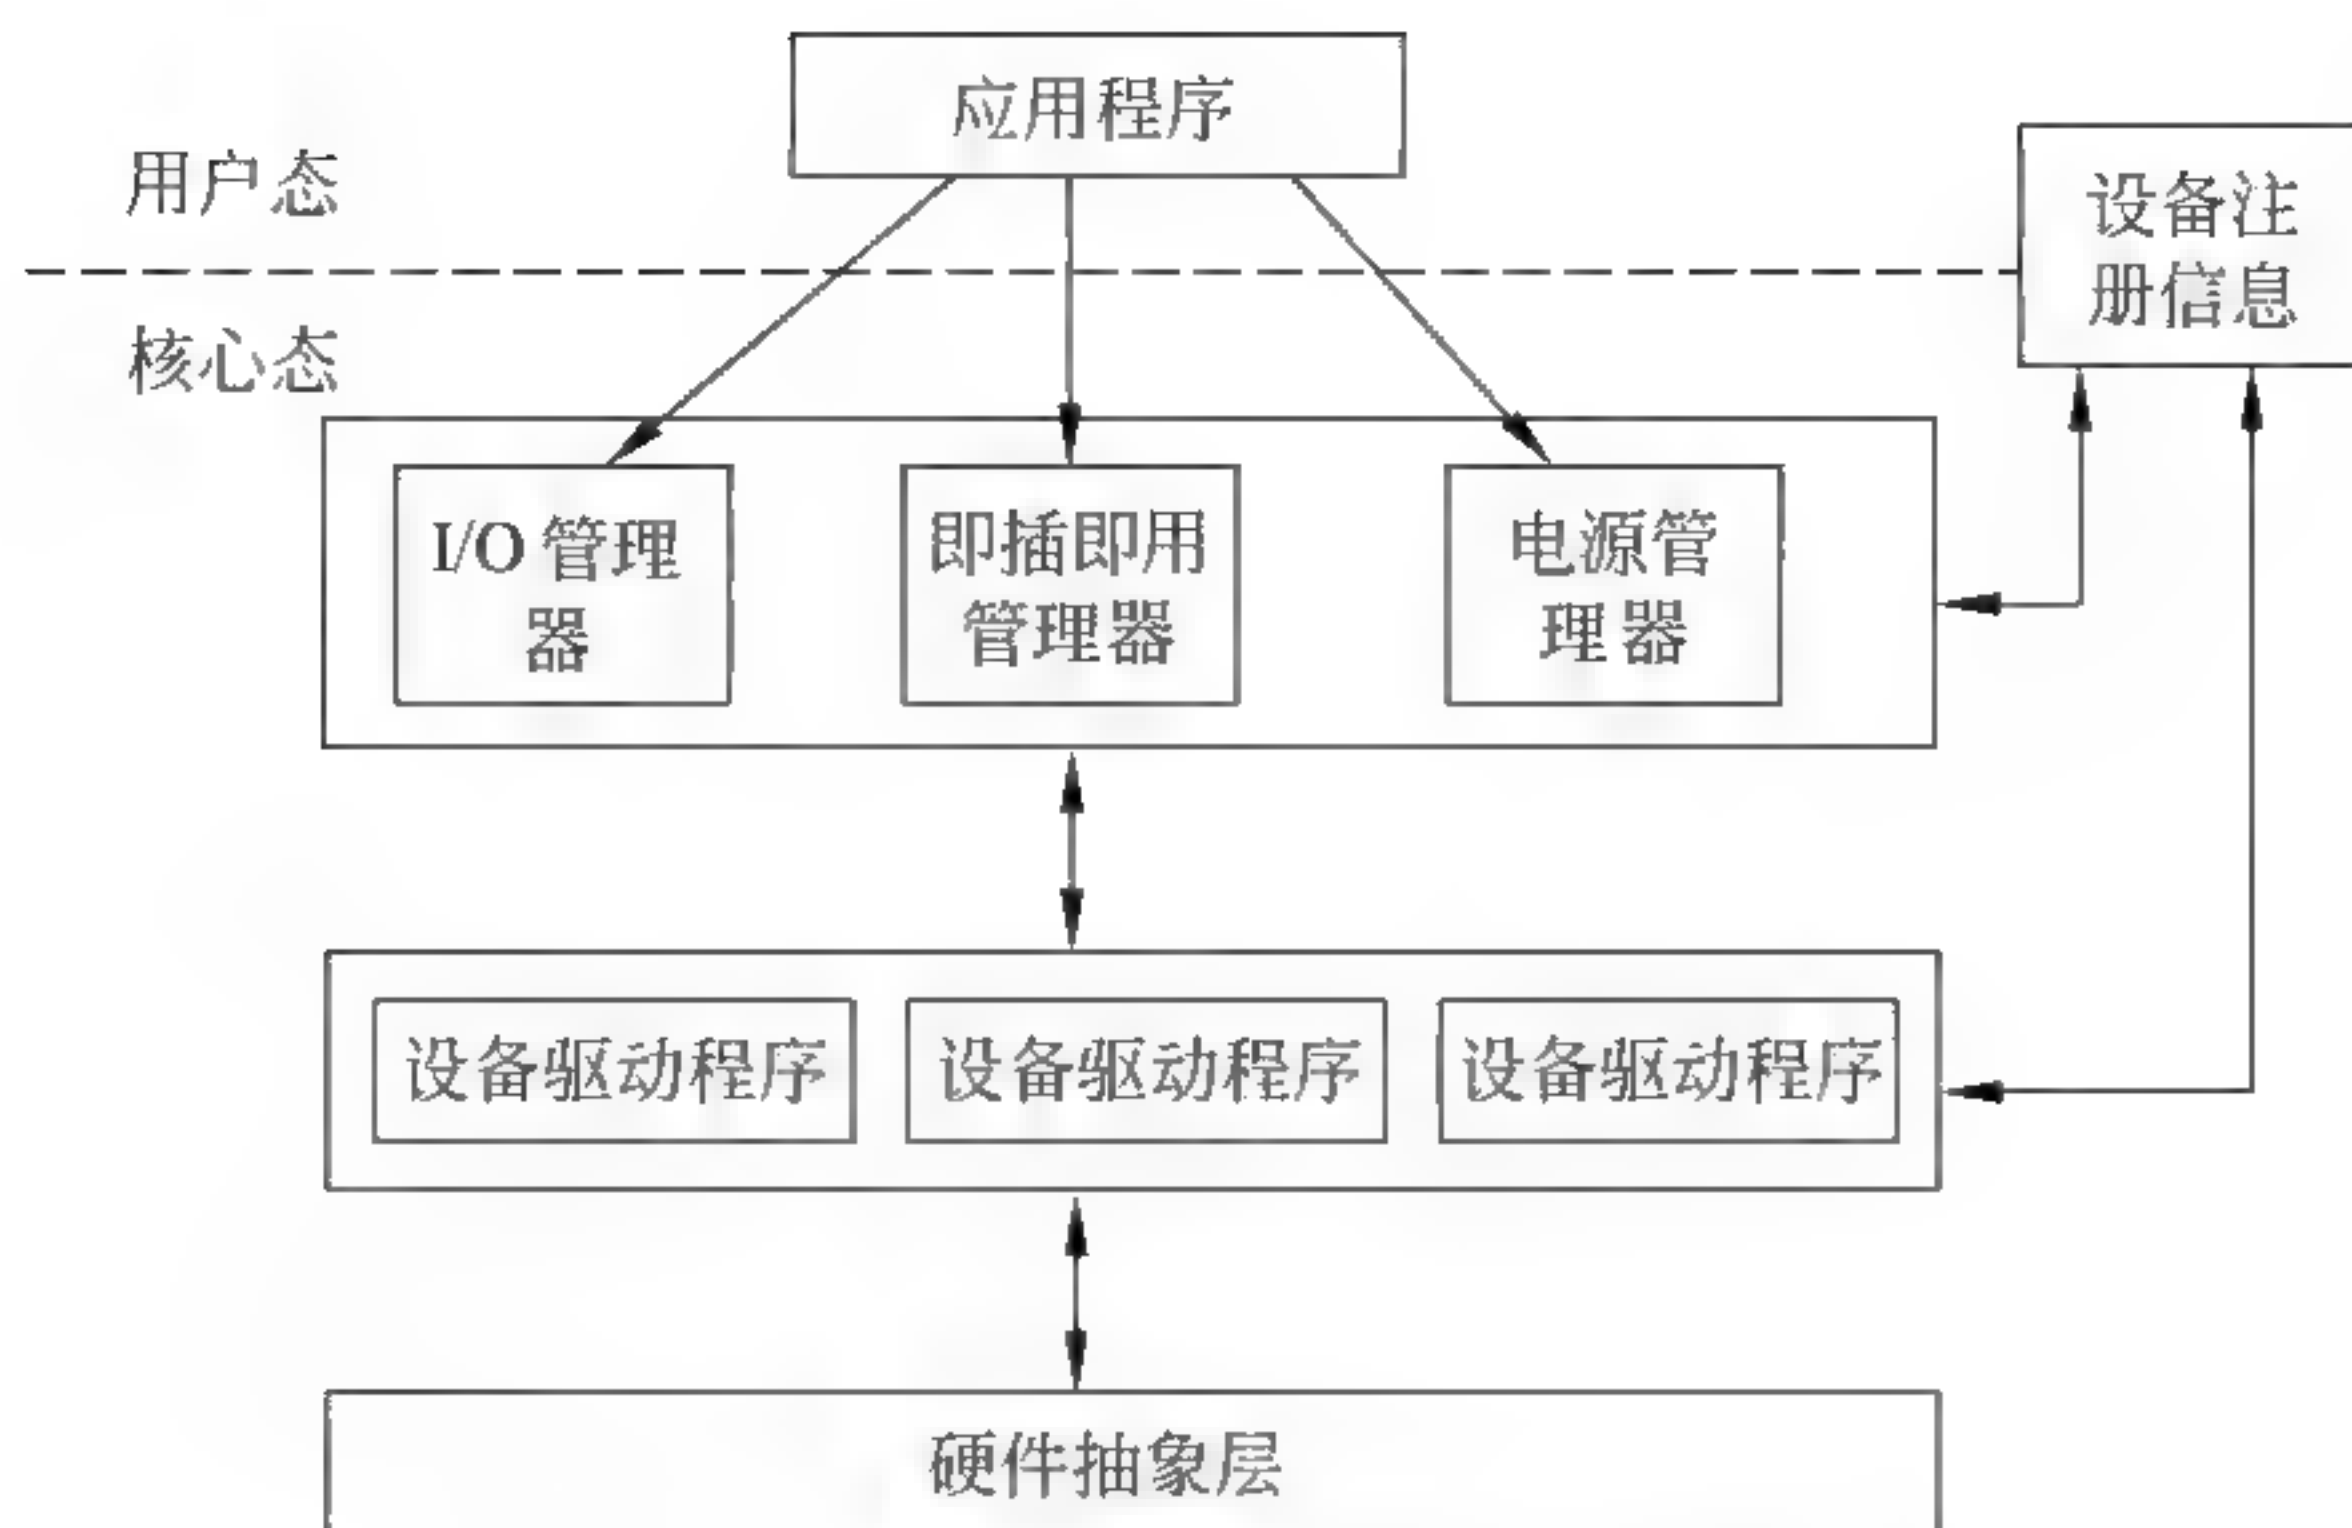 应用程序
用户态
设备注
册信息
核心态
I/O 管理
器
即插即用
管理器
电源管
理器
设备驱动程序
设备驱动程序
设备驱动程序
硬件抽象层